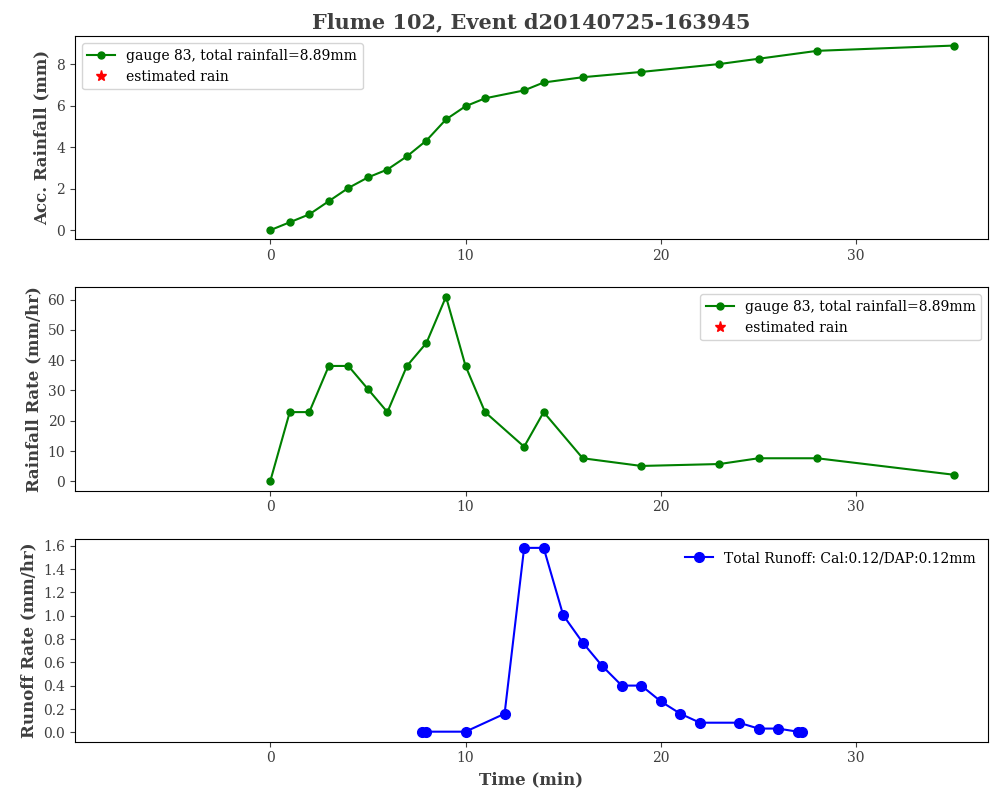 Flume 102, Event d20140725-163945
gauge 83, total rainfall=8.89mm
estimated rain
Acc. Rainfall (mm)
8
6
4
2
0
0 10 20 30
gauge 83, total rainfall=8.89mm
estimated rain
Rainfall Rate (mm/hr)
60
50
40
30
20
10
0
0 10 20 30
Total Runoff: Cal:0.12/DAP:0.12mm
Runoff Rate (mm/hr)
1.6
1.4
1.2
1.0
0.8
0.6
0.4
0.2
0.0
0 10 20 30
Time (min)